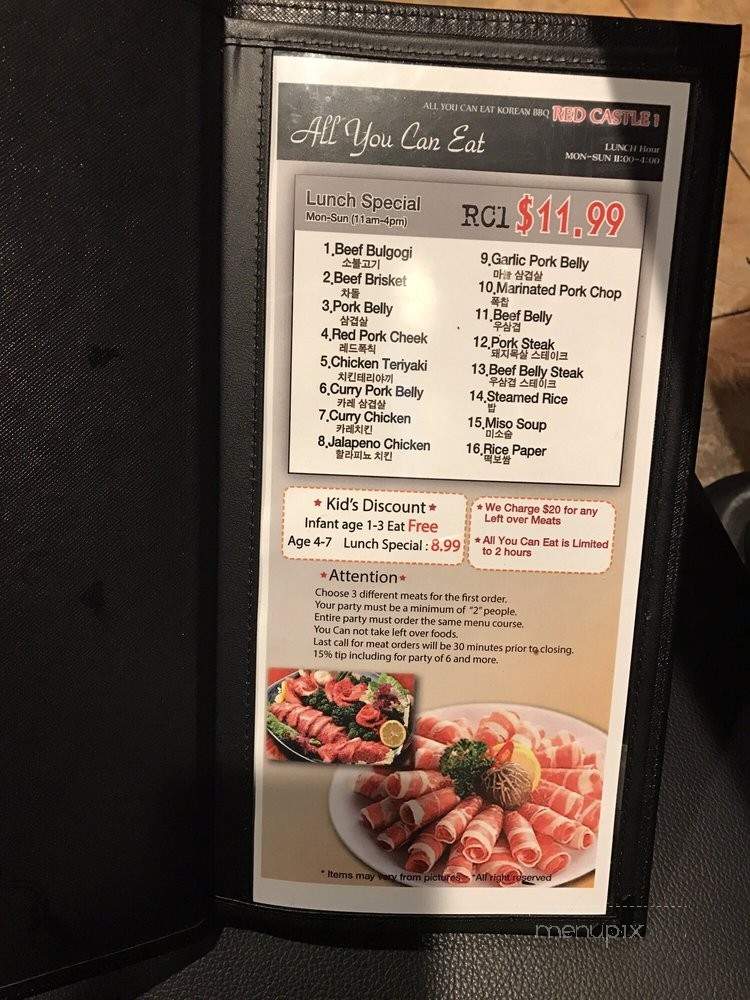 ALL YOU CAN EAT KOREAN BBQ RED CASTLE 1
All You Can Eat
LUNCH Hour
MON-SUN 11:00-4:00
Lunch Special
Mon-Sun (11am-4pm)
RC1 $11.99
1.Beef Bulgogi
소불고기
2.Beef Brisket
차돌
3.Pork Belly
삼겹살
4.Red Pork Cheek
레드폭칙
5.Chicken Teriyaki
치킨테리야끼
6.Curry Pork Belly
카레 삼겹살
7.Curry Chicken
카레치킨
8.Jalapeno Chicken
할라피뇨 치킨
9.Garlic Pork Belly
마늘 삼겹살
10.Marinated Pork Chop
폭찹
11.Beef Belly
우삼겹
12.Pork Steak
돼지목살 스테이크
13.Beef Belly Steak
우삼겹 스테이크
14.Steamed Rice
밥
15.Miso Soup
미소슾
16.Rice Paper
떡보쌈
★ Kid's Discount ★
Infant age 1-3 Eat Free
Age 4-7 Lunch Special : 8.99
★ We Charge $20 for any
Left over Meats
★ All You Can Eat is Limited
to 2 hours
★Attention★
Choose 3 different meats for the first order.
Your party must be a minimum of "2" people.
Entire party must order the same menu course.
You Can not take left over foods.
Last call for meat orders will be 30 minutes prior to closing.
15% tip including for party of 6 and more.
* Items may very from pictures. *All right reserved
menupix